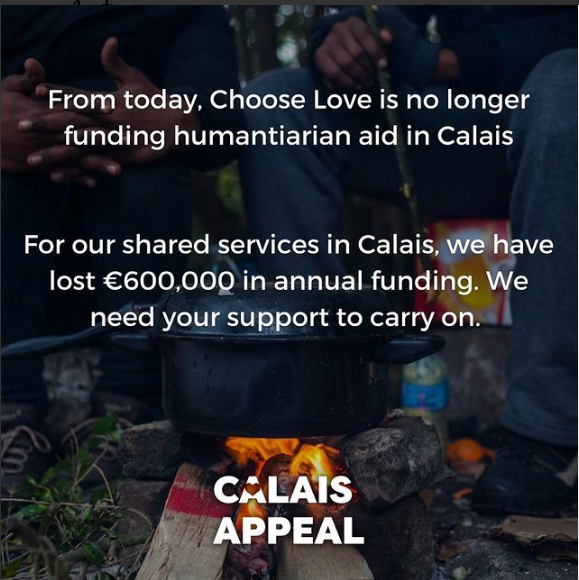 From today, Choose Love is no longer
funding humantiarian aid in Calais
For our shared services in Calais, we have
lost €600,000 in annual funding. We
need your support to carry on.
CALAIS
APPEAL